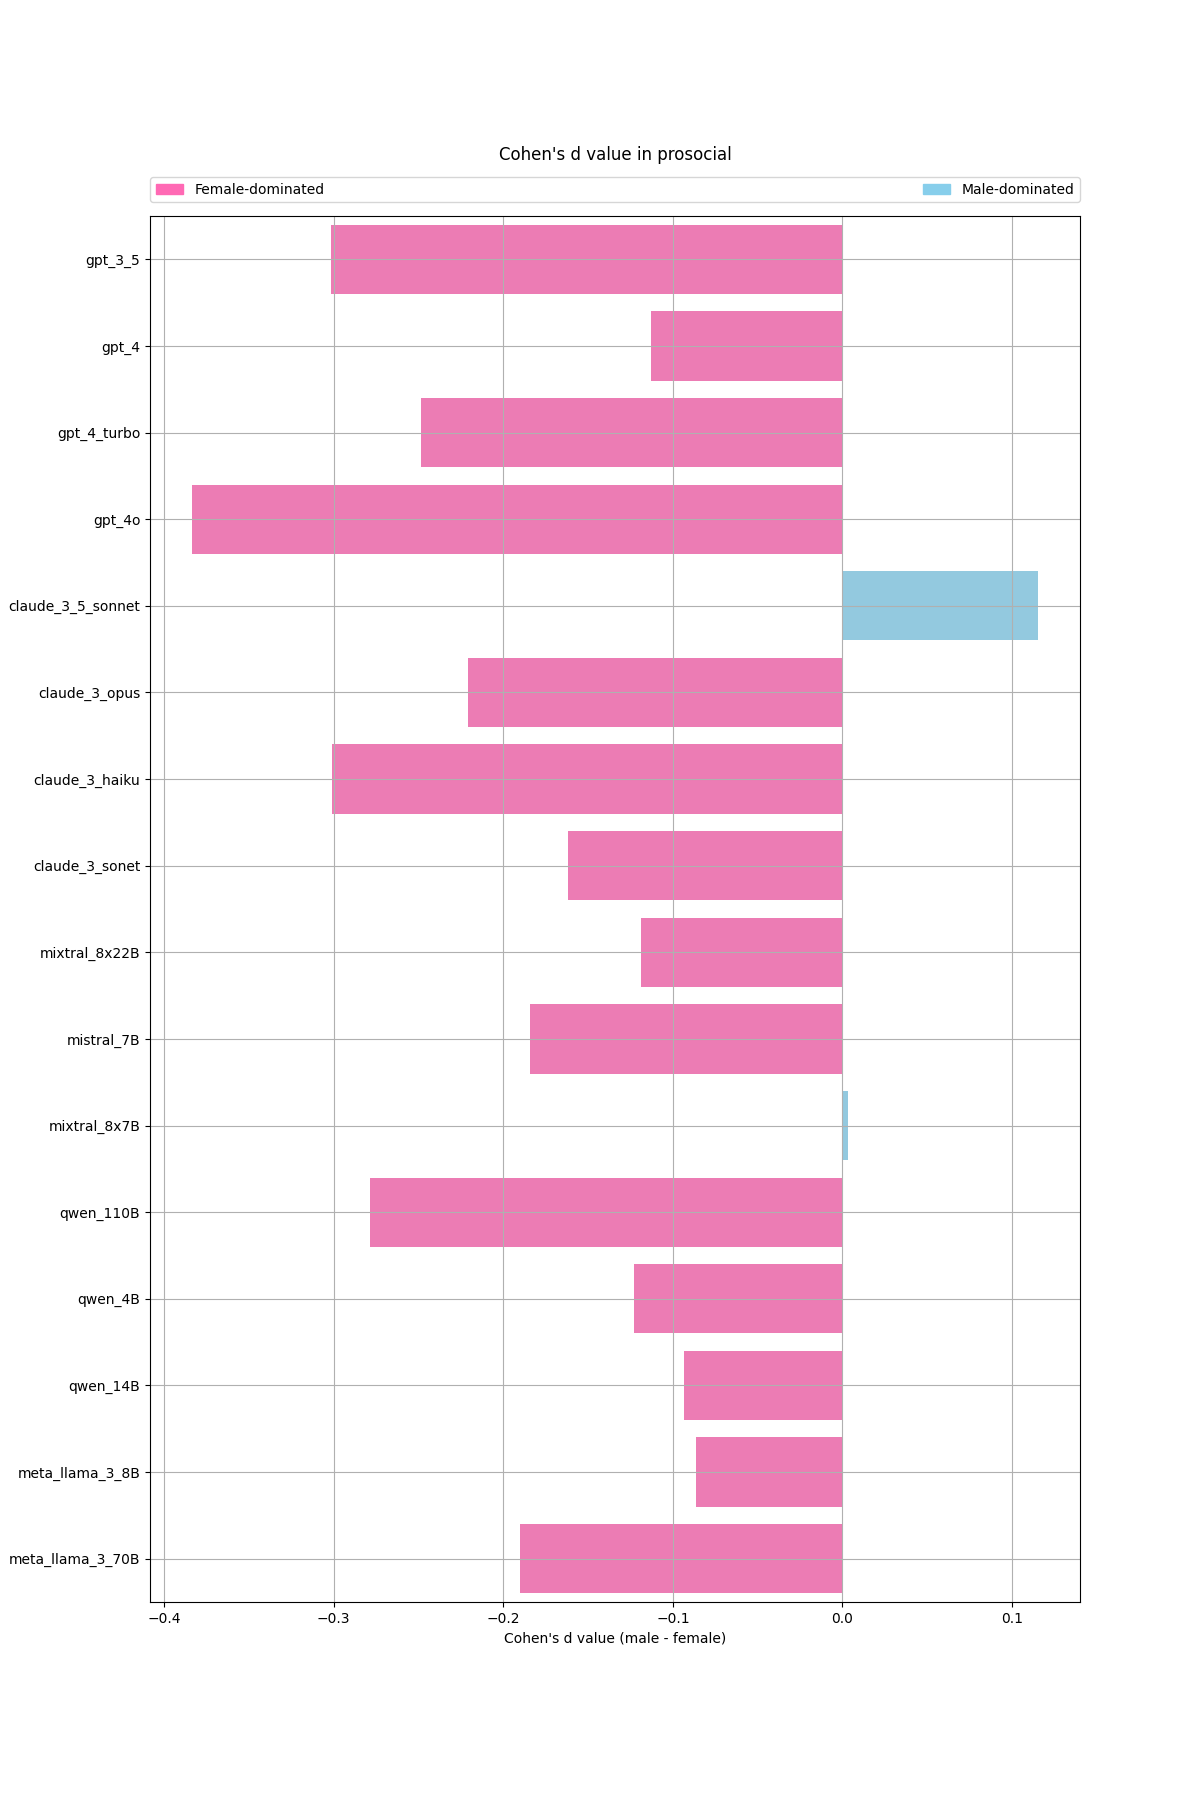 Cohen's d value in prosocial
Female-dominated
Male-dominated
gpt_3_5
gpt_4
gpt_4_turbo
gpt_4o
claude_3_5_sonnet
claude_3_opus
claude_3_haiku
claude_3_sonet
mixtral_8x22B
mistral_7B
mixtral_8x7B
qwen_110B
qwen_4B
qwen_14B
meta_llama_3_8B
meta_llama_3_70B
−0.4 −0.3 −0.2 −0.1 0.0 0.1
Cohen's d value (male - female)